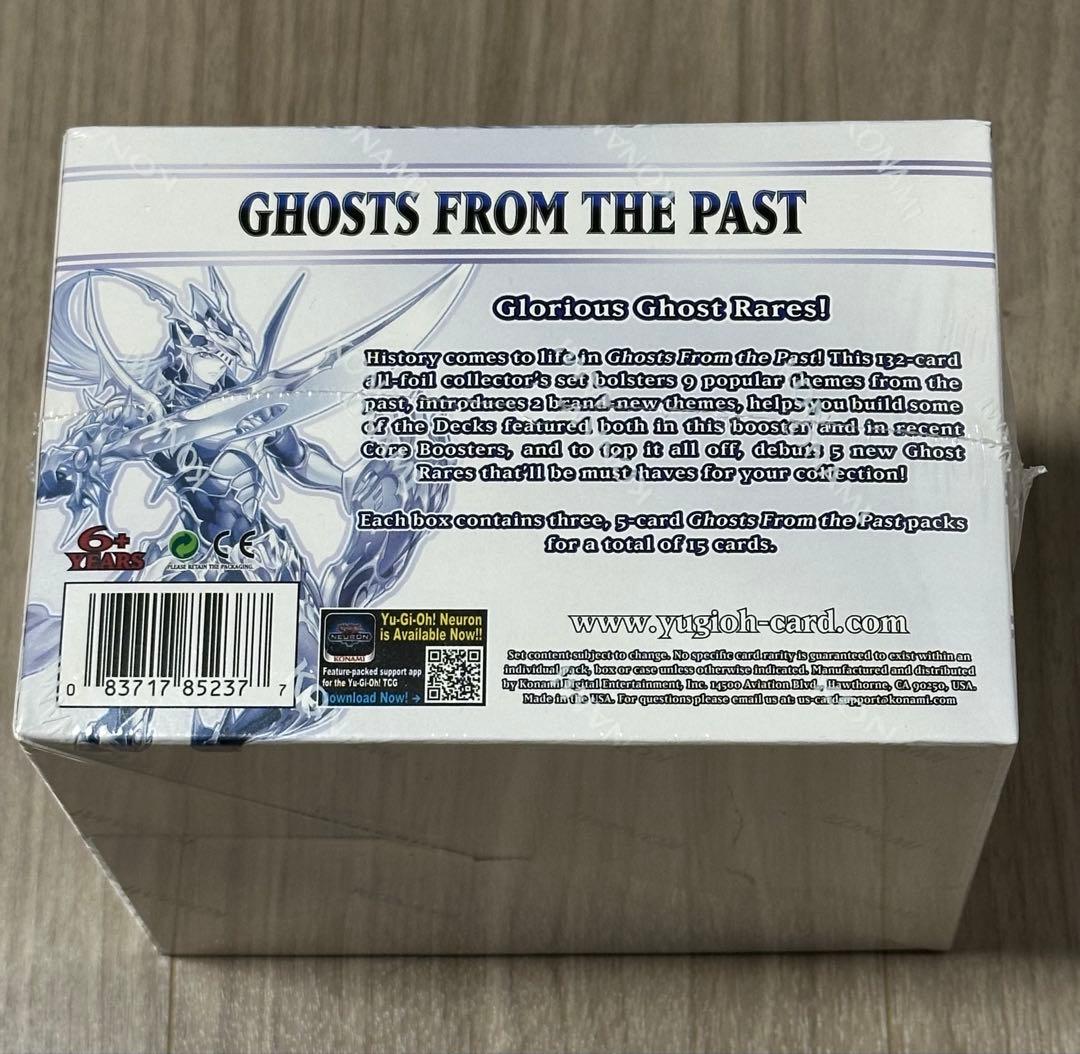 GHOSTS FROM THE PAST
Glorious Ghost Rares!
History comes to life in Ghosts From the Past! This 132-card
all-foil collector's set bolsters 9 popular themes from the
past, introduces 2 brand-new themes, helps you build some
of the Decks featured both in this booster and in recent
Core Boosters, and to top it all off, debuts 5 new Ghost
Rares that'll be must haves for your collection!
Each box contains three, 5-card Ghosts From the Past packs
for a total of 15 cards.
6+
YEARS
CE
PLEASE RETAIN THE PACKAGING.
0 83717 85237 7
Yu-Gi-Oh! Neuron
is Available Now!!
NEURON
KONAMI
Feature-packed support app
for the Yu-Gi-Oh! TCG
Download Now! →
www.yugioh-card.com
Set content subject to change. No specific card rarity is guaranteed to exist within an
individual pack, box or case unless otherwise indicated. Manufactured and distributed
by Konami Digital Entertainment, Inc. 14500 Aviation Blvd., Hawthorne, CA 90250, USA.
Made in the USA. For questions please email us at: us-cardsupport@konami.com
KONAMI
KONAMI
KONAMI
KONAMI